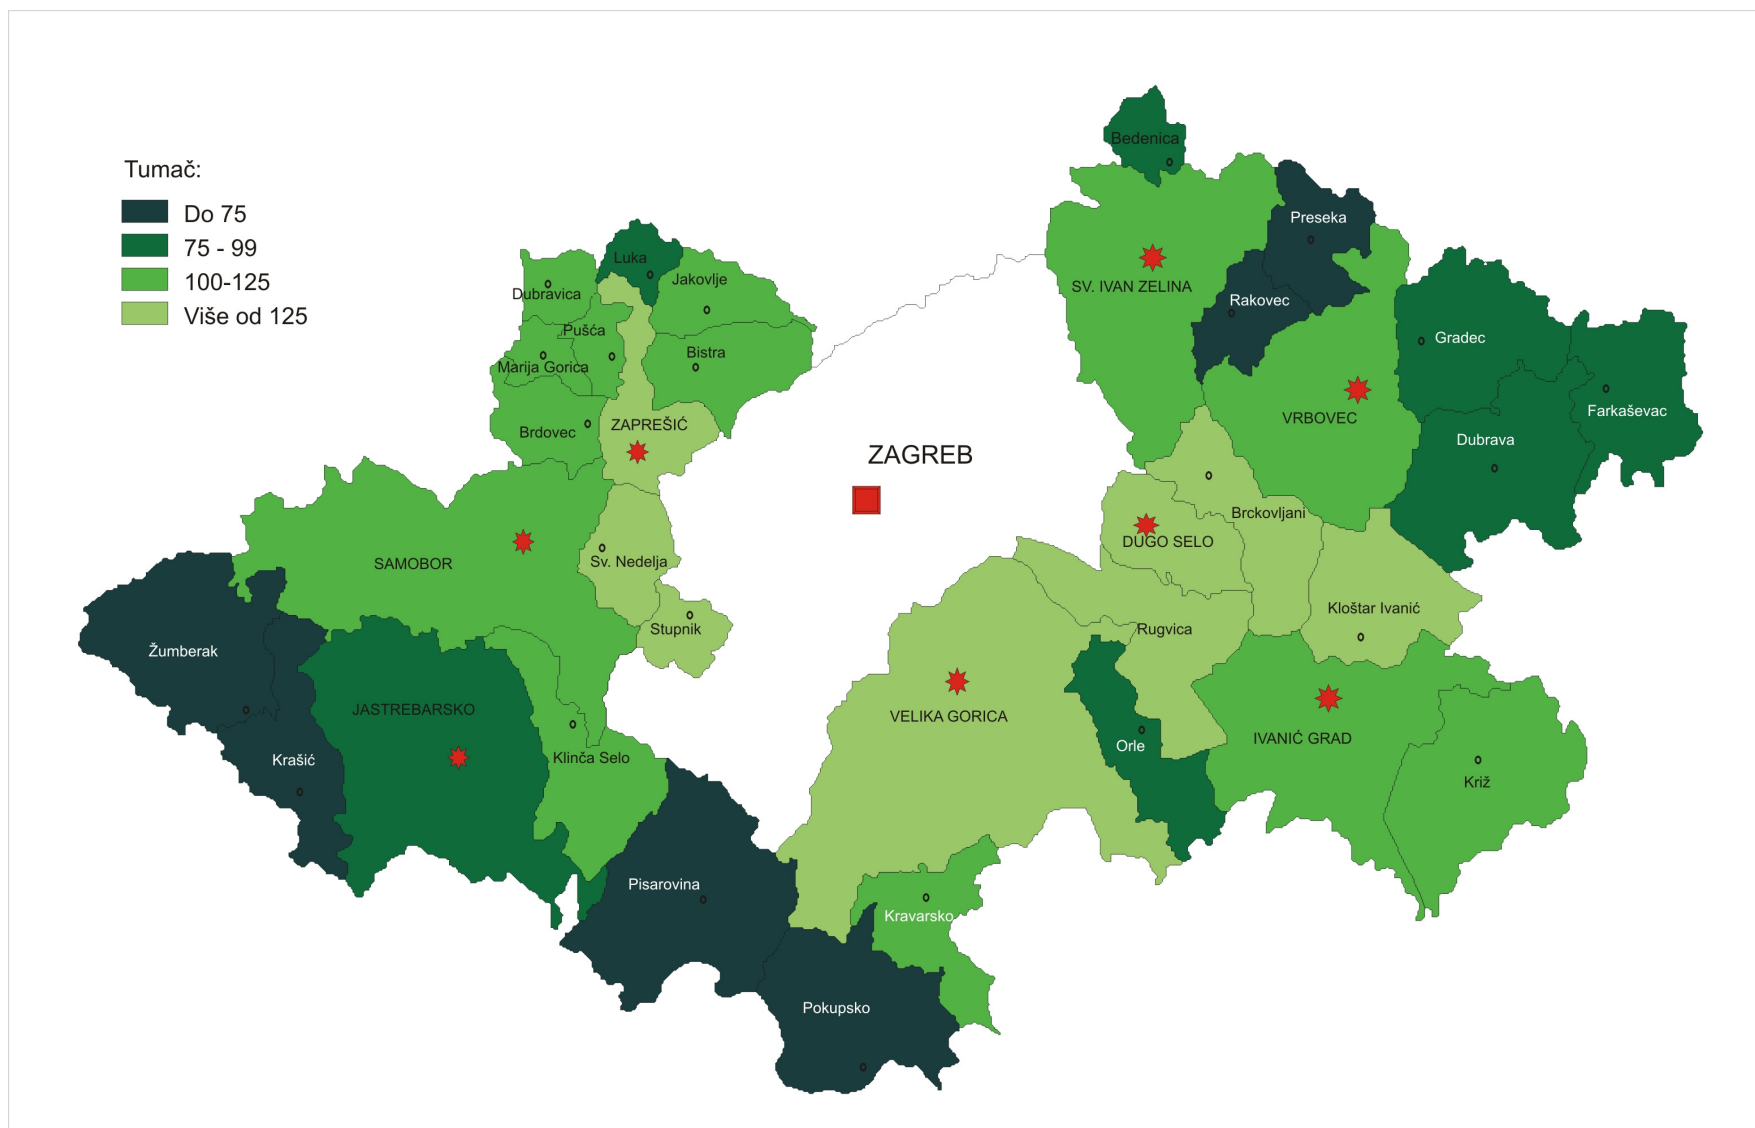 Tumač:
Do 75
75 - 99
100-125
Više od 125
Bedenica
Preseka
SV. IVAN ZELINA
Rakovec
Luka
Jakovlje
Dubravica
Pušća
Bistra
Marija Gorica
Gradec
Farkaševac
VRBOVEC
Dubrava
Brdovec
ZAPREŠIĆ
ZAGREB
Brckovljani
DUGO SELO
SAMOBOR
Sv. Nedelja
Kloštar Ivanić
Stupnik
Rugvica
Žumberak
JASTREBARSKO
VELIKA GORICA
IVANIĆ GRAD
Orle
Krašić
Klinča Selo
Križ
Pisarovina
Kravarsko
Pokupsko